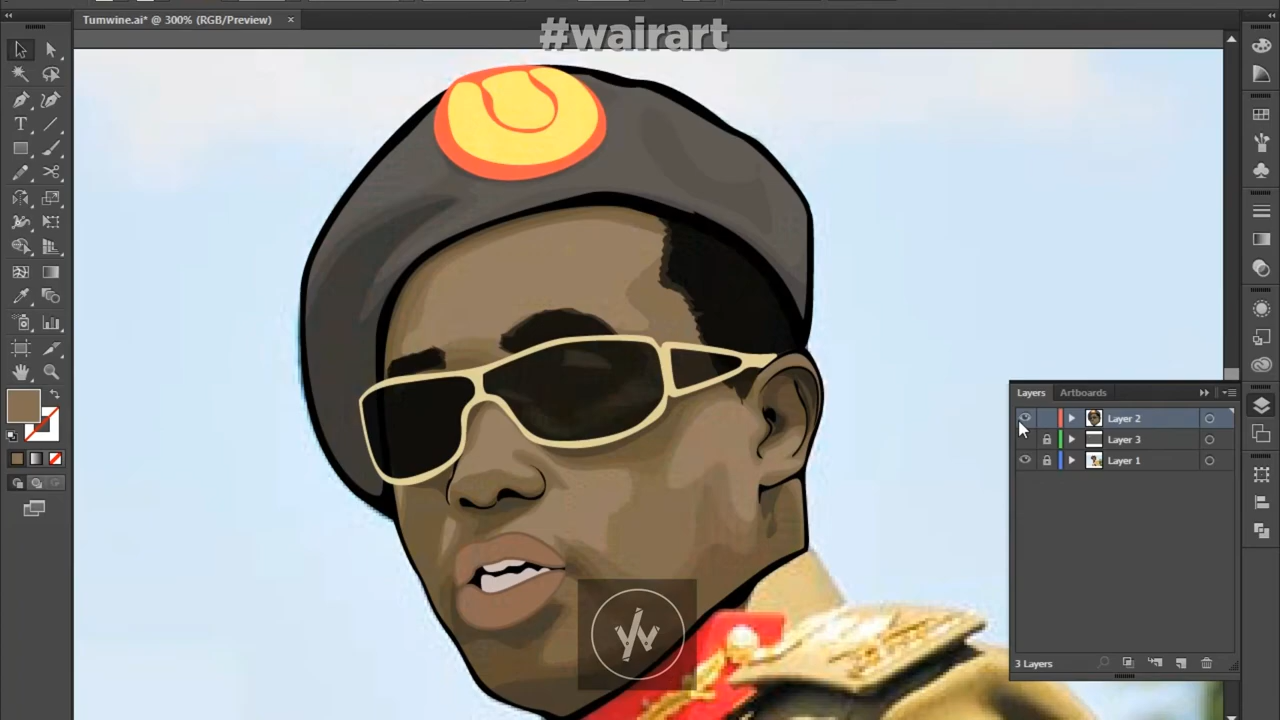 Tumwine.ai* @ 300% (RGB/Preview) ×
#wairart
Layers Artboards
Layer 2
Layer 3
Layer 1
3 Layers